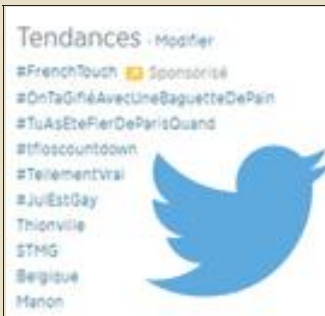 Tendances · Modifier
#FrenchTouch Sponsorisé
#OnTaGifléAvecUneBaguetteDePain
#TuAsEteFierDeParisQuand
#tfioscountdown
#TellementVrai
#JulEstGay
Thionville
STMG
Belgique
Manon